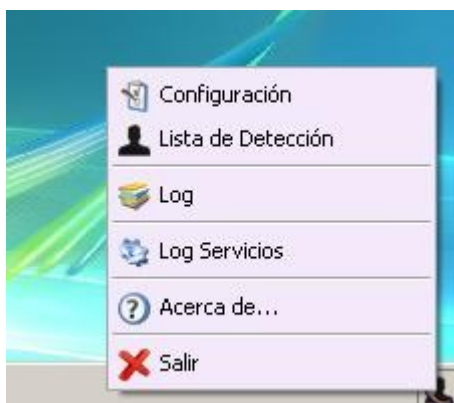 Configuración
Lista de Detección
Log
Log Servicios
Acerca de...
Salir